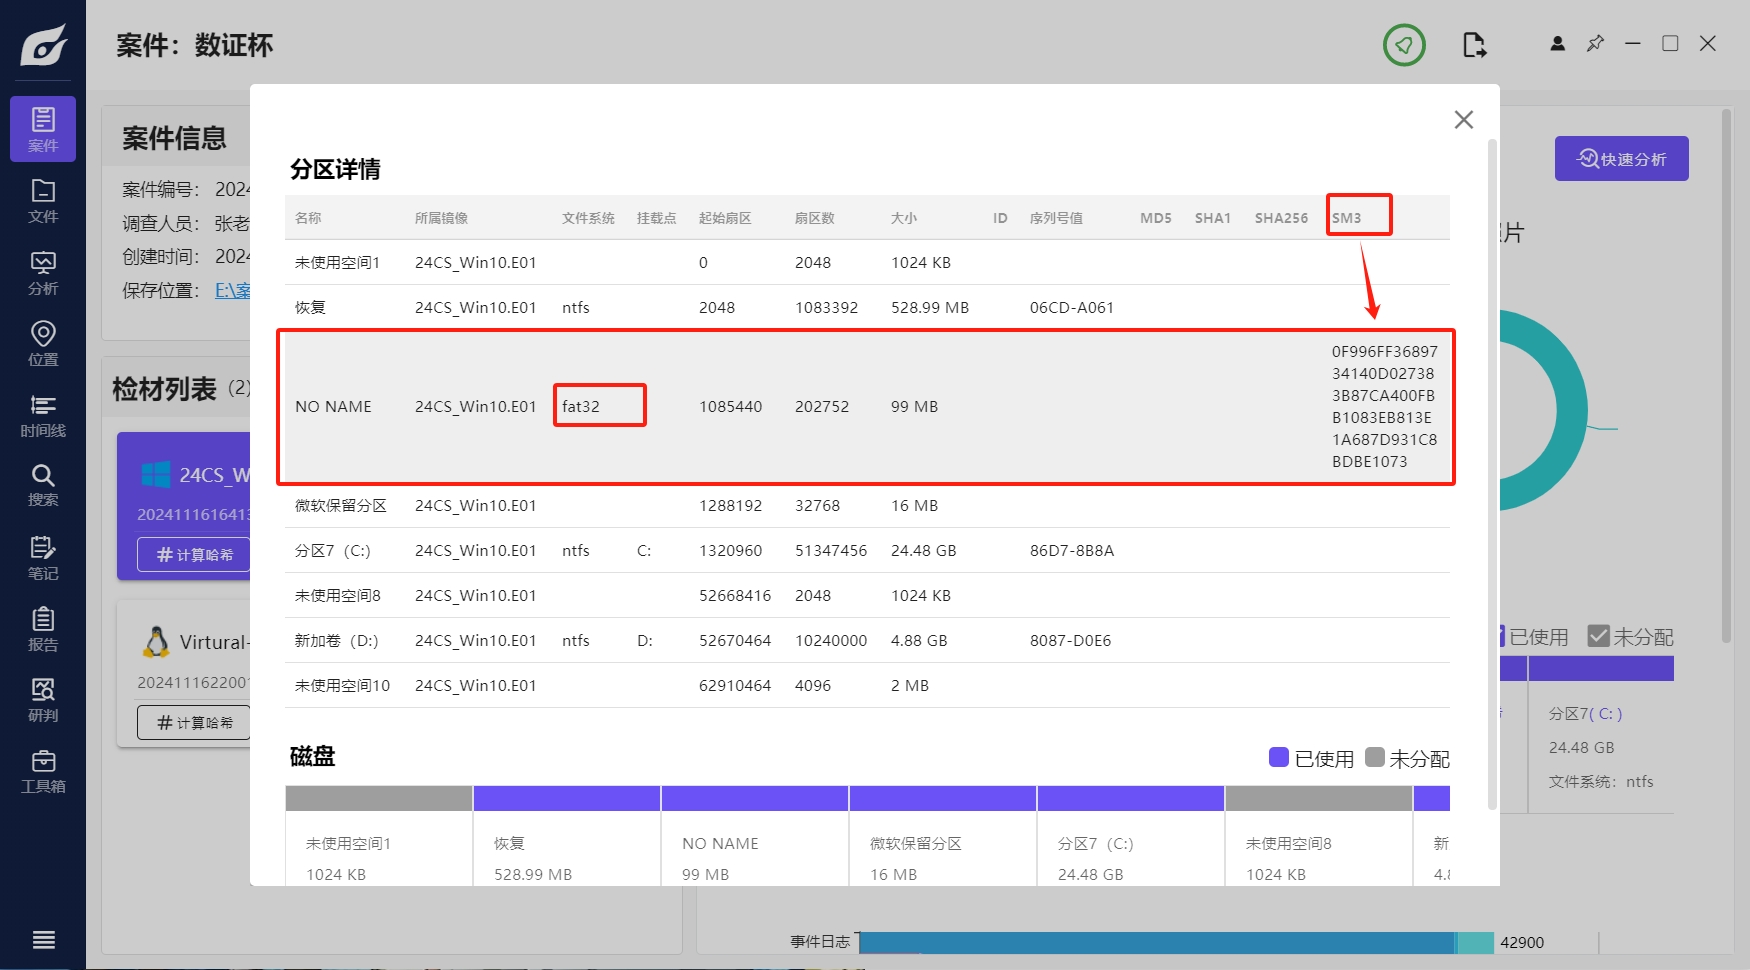 案件：数证杯
案件
文件
分析
位置
时间线
搜索
笔记
报告
研判
工具箱
案件信息
案件编号： 2024
调查人员： 张老
创建时间： 2024
保存位置： E:\案
检材列表 (2)
24CS_W
2024111616413
计算哈希
Virtural-
202411162200
计算哈希
分区详情
名称 所属镜像 文件系统 挂载点 起始扇区 扇区数 大小 ID 序列号值 MD5 SHA1 SHA256 SM3
未使用空间1 24CS_Win10.E01 0 2048 1024 KB
恢复 24CS_Win10.E01 ntfs 2048 1083392 528.99 MB 06CD-A061
NO NAME 24CS_Win10.E01 fat32 1085440 202752 99 MB
0F996FF36897
34140D02738
3B87CA400FB
B1083EB813E
1A687D931C8
BDBE1073
微软保留分区 24CS_Win10.E01 1288192 32768 16 MB
分区7（C:） 24CS_Win10.E01 ntfs C: 1320960 51347456 24.48 GB 86D7-8B8A
未使用空间8 24CS_Win10.E01 52668416 2048 1024 KB
新加卷（D:） 24CS_Win10.E01 ntfs D: 52670464 10240000 4.88 GB 8087-D0E6
未使用空间10 24CS_Win10.E01 62910464 4096 2 MB
磁盘
已使用 未分配
未使用空间1
1024 KB
恢复
528.99 MB
NO NAME
99 MB
微软保留分区
16 MB
分区7（C:）
24.48 GB
未使用空间8
1024 KB
新
4.8
快速分析
片
已使用 未分配
分区7( C: )
24.48 GB
文件系统：ntfs
事件日志
42900